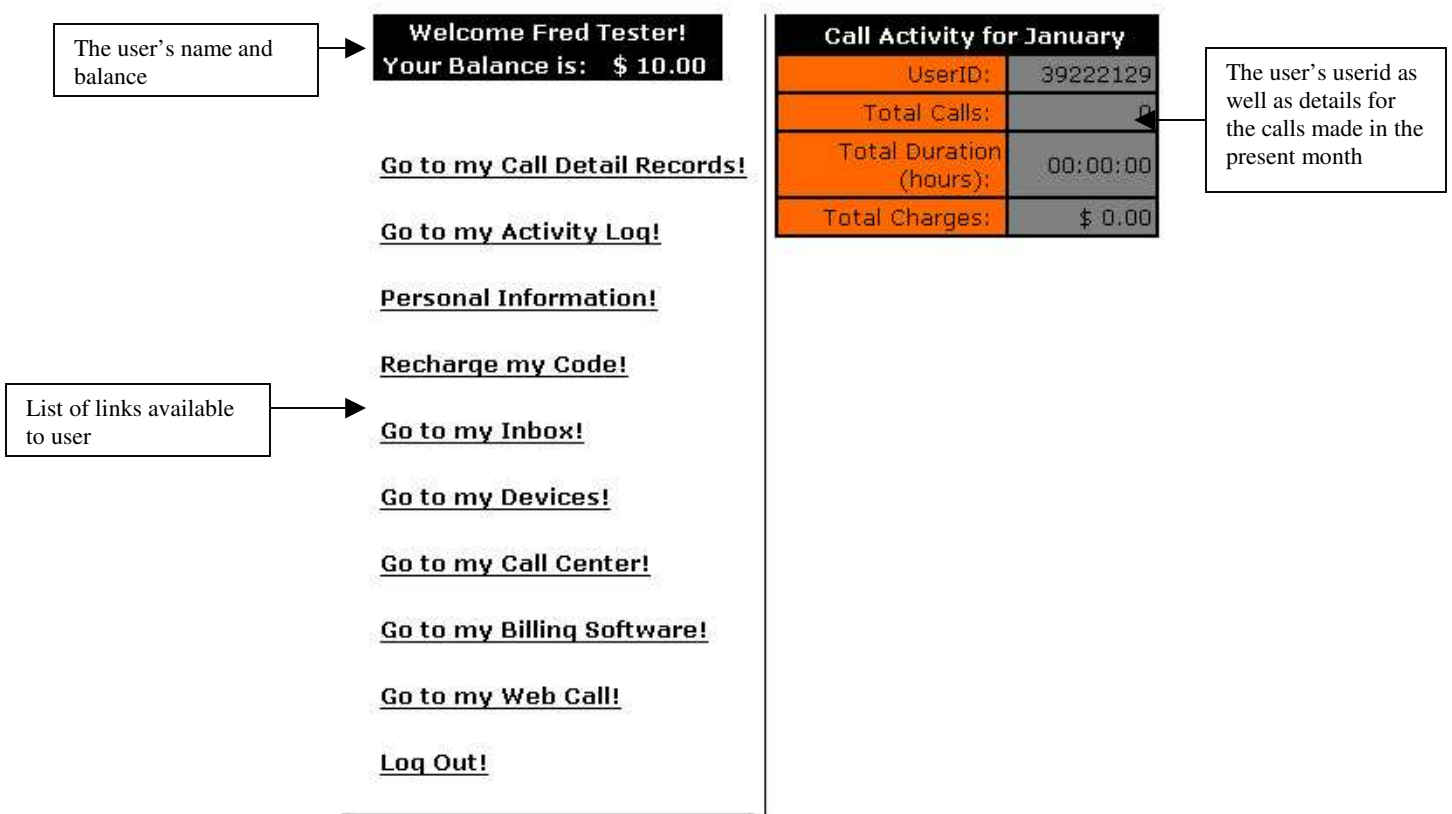 The user's name and
balance
Welcome Fred Tester!
Your Balance is: $ 10.00
Go to my Call Detail Records!
Go to my Activity Log!
Personal Information!
Recharge my Code!
List of links available
to user
Go to my Inbox!
Go to my Devices!
Go to my Call Center!
Go to my Billing Software!
Go to my Web Call!
Log Out!
Call Activity for January
UserID: 39222129
Total Calls: 0
Total Duration
(hours): 00:00:00
Total Charges: $ 0.00
The user's userid as
well as details for
the calls made in the
present month